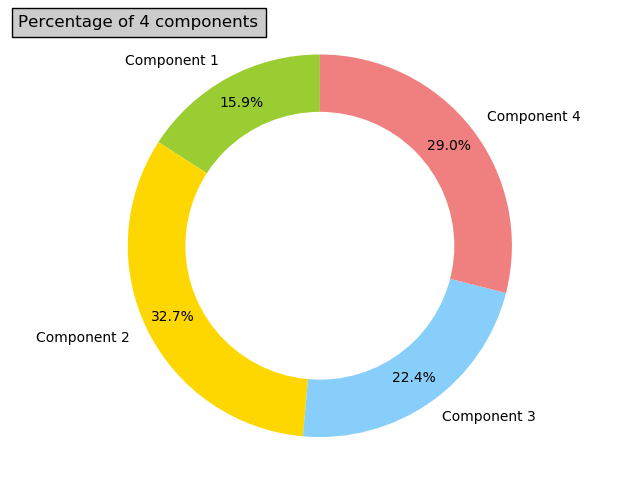 Percentage of 4 components
Component 1
15.9%
Component 4
29.0%
32.7%
Component 2
22.4%
Component 3